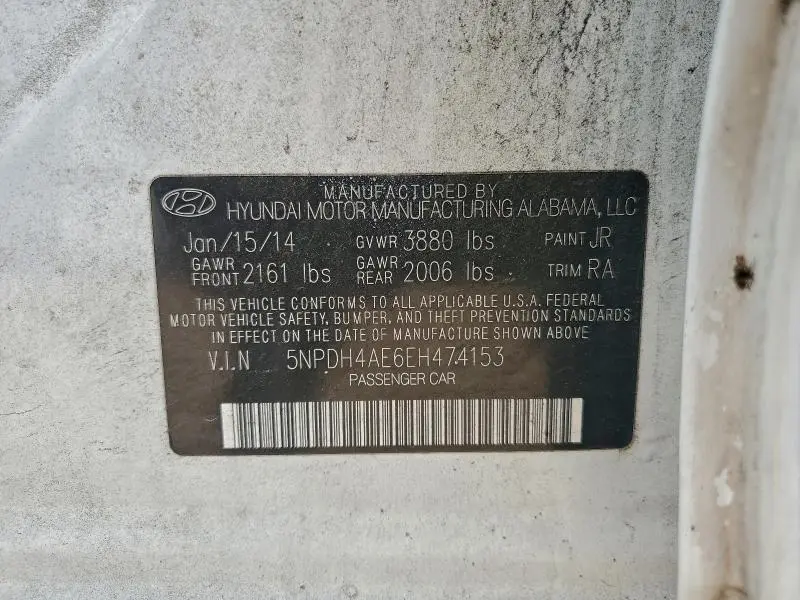 MANUFACTURED BY
HYUNDAI MOTOR MANUFACTURING ALABAMA, LLC
Jan/15/14 GVWR 3880 lbs PAINT JR
GAWR FRONT 2161 lbs GAWR REAR 2006 lbs TRIM RA
THIS VEHICLE CONFORMS TO ALL APPLICABLE U.S.A. FEDERAL
MOTOR VEHICLE SAFETY, BUMPER, AND THEFT PREVENTION STANDARDS
IN EFFECT ON THE DATE OF MANUFACTURE SHOWN ABOVE
V.I.N 5NPDH4AE6EH474153
PASSENGER CAR